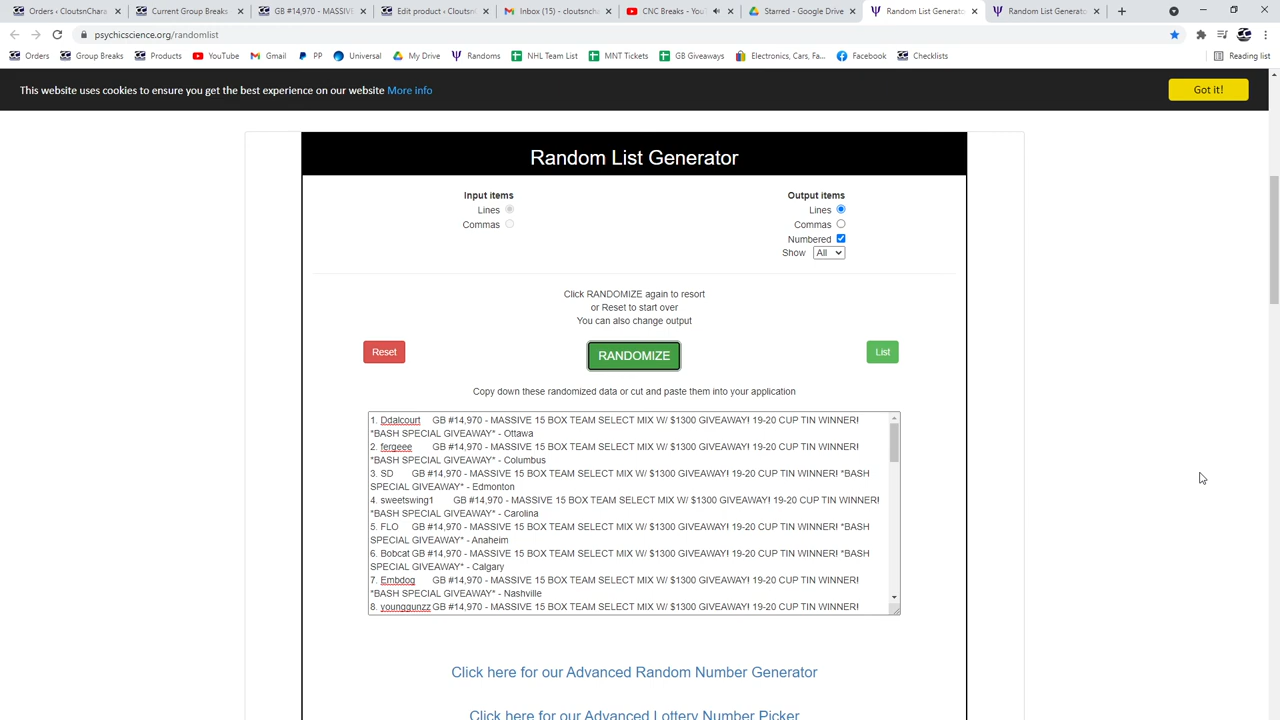 Orders ‹ CloutsnChara
Current Group Breaks
GB #14,970 - MASSIVE
Edit product ‹ Cloutsn
Inbox (15) - cloutsnch
CNC Breaks - You
Starred - Google Drive
Random List Generator
Random List Generator
psychicscience.org/randomlist
Orders
Group Breaks
Products
YouTube
Gmail
PP
Universal
My Drive
Randoms
NHL Team List
MNT Tickets
GB Giveaways
Electronics, Cars, Fa...
Facebook
Checklists
Reading list
This website uses cookies to ensure you get the best experience on our website More info
Got it!
Random List Generator
Input items
Lines
Commas
Output items
Lines
Commas
Numbered
Show All
Click RANDOMIZE again to resort
or Reset to start over
You can also change output
Reset
RANDOMIZE
List
Copy down these randomized data or cut and paste them into your application
1. Ddalcourt GB #14,970 - MASSIVE 15 BOX TEAM SELECT MIX W/ $1300 GIVEAWAY! 19-20 CUP TIN WINNER!
*BASH SPECIAL GIVEAWAY* - Ottawa
2. fergeee GB #14,970 - MASSIVE 15 BOX TEAM SELECT MIX W/ $1300 GIVEAWAY! 19-20 CUP TIN WINNER!
*BASH SPECIAL GIVEAWAY* - Columbus
3. SD GB #14,970 - MASSIVE 15 BOX TEAM SELECT MIX W/ $1300 GIVEAWAY! 19-20 CUP TIN WINNER! *BASH
SPECIAL GIVEAWAY* - Edmonton
4. sweetswing1 GB #14,970 - MASSIVE 15 BOX TEAM SELECT MIX W/ $1300 GIVEAWAY! 19-20 CUP TIN WINNER!
*BASH SPECIAL GIVEAWAY* - Carolina
5. FLO GB #14,970 - MASSIVE 15 BOX TEAM SELECT MIX W/ $1300 GIVEAWAY! 19-20 CUP TIN WINNER! *BASH
SPECIAL GIVEAWAY* - Anaheim
6. Bobcat GB #14,970 - MASSIVE 15 BOX TEAM SELECT MIX W/ $1300 GIVEAWAY! 19-20 CUP TIN WINNER! *BASH
SPECIAL GIVEAWAY* - Calgary
7. Embdog GB #14,970 - MASSIVE 15 BOX TEAM SELECT MIX W/ $1300 GIVEAWAY! 19-20 CUP TIN WINNER!
*BASH SPECIAL GIVEAWAY* - Nashville
8. younggunzz GB #14,970 - MASSIVE 15 BOX TEAM SELECT MIX W/ $1300 GIVEAWAY! 19-20 CUP TIN WINNER!
Click here for our Advanced Random Number Generator
Click here for our Advanced Lottery Number Picker